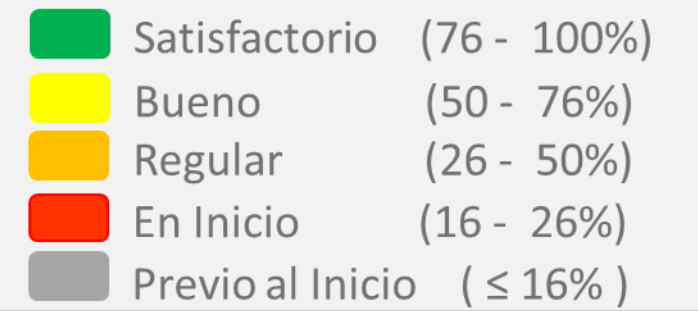 Satisfactorio (76 - 100%)
Bueno (50 - 76%)
Regular (26 - 50%)
En Inicio (16 - 26%)
Previo al Inicio ( ≤ 16% )